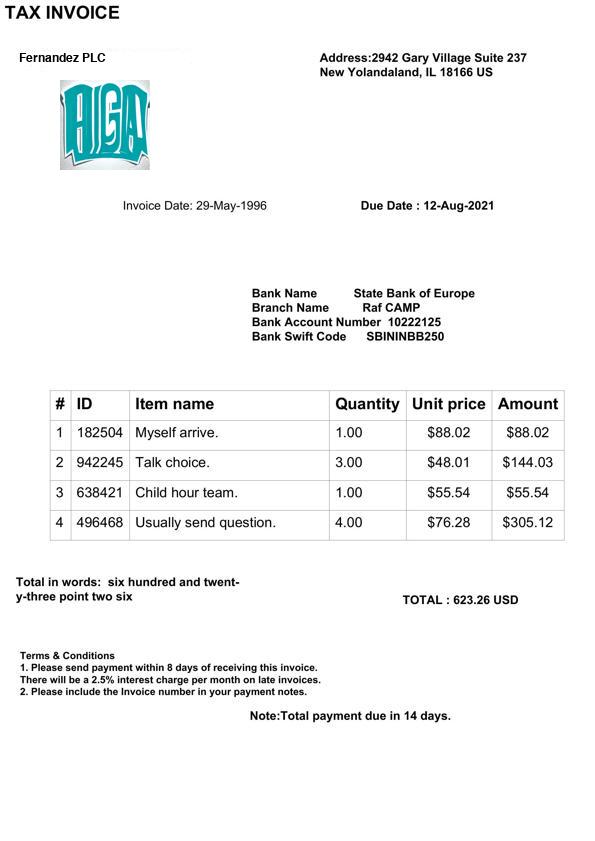 TAX INVOICE
Fernandez PLC
Address:2942 Gary Village Suite 237
New Yolandaland, IL 18166 US
Invoice Date: 29-May-1996 Due Date : 12-Aug-2021
Bank Name State Bank of Europe
Branch Name Raf CAMP
Bank Account Number 10222125
Bank Swift Code SBININBB250
# ID Item name Quantity Unit price Amount
1 182504 Myself arrive. 1.00 $88.02 $88.02
2 942245 Talk choice. 3.00 $48.01 $144.03
3 638421 Child hour team. 1.00 $55.54 $55.54
4 496468 Usually send question. 4.00 $76.28 $305.12
Total in words: six hundred and twent-
y-three point two six
TOTAL : 623.26 USD
Terms & Conditions
1. Please send payment within 8 days of receiving this invoice.
There will be a 2.5% interest charge per month on late invoices.
2. Please include the Invoice number in your payment notes.
Note:Total payment due in 14 days.